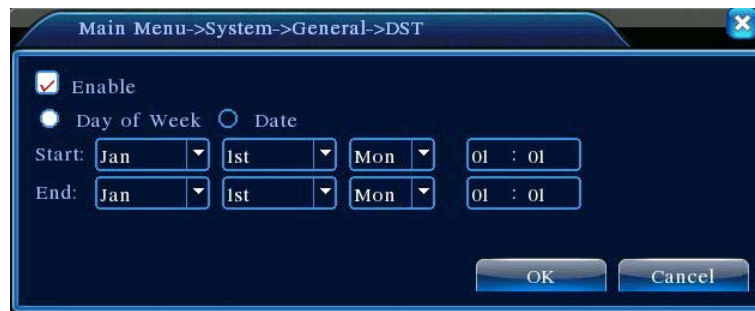 Main Menu->System->General->DST
Enable
Day of Week Date
Start: Jan 1st Mon 01 : 01
End: Jan 1st Mon 01 : 01
OK Cancel